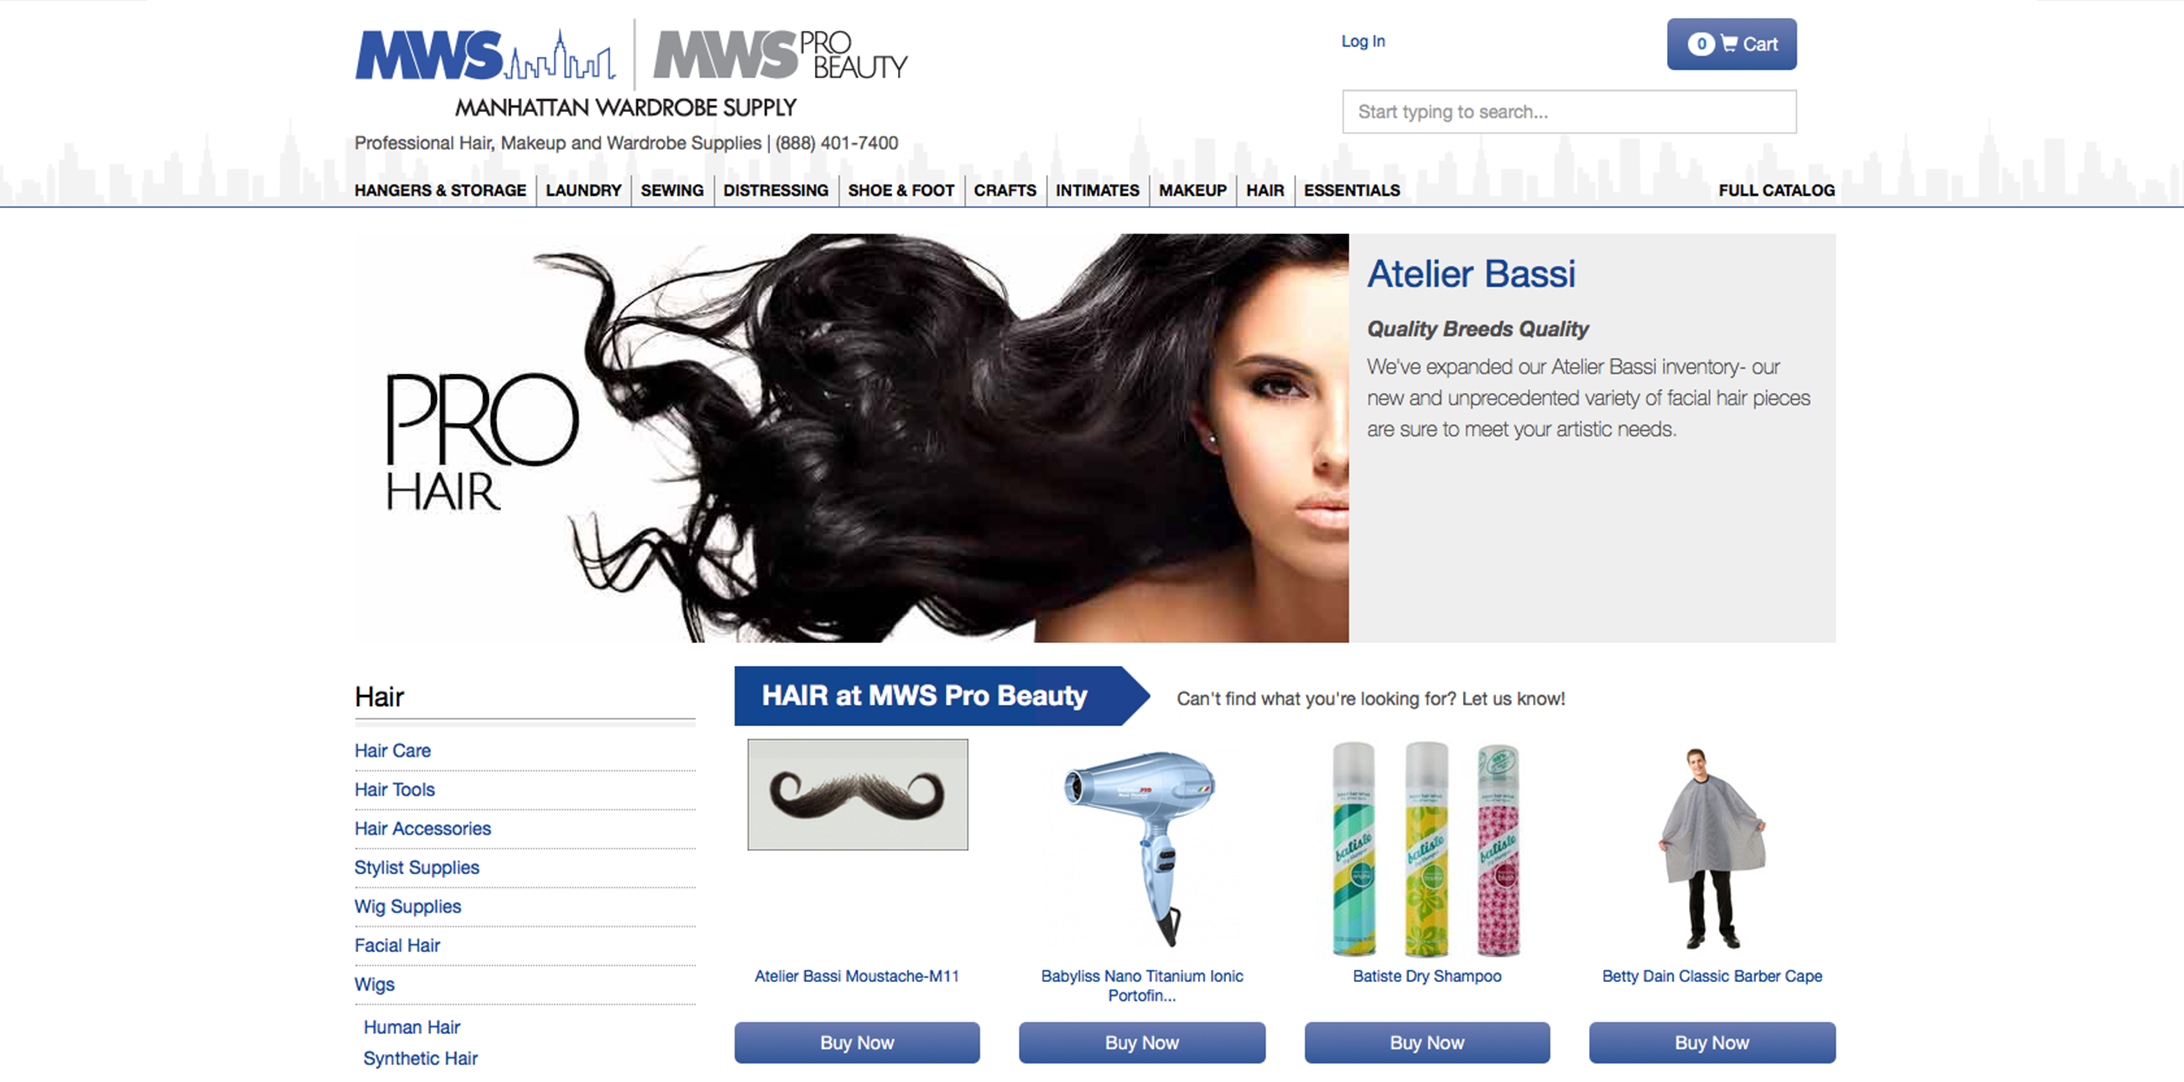 MWS
MWS PRO BEAUTY
MANHATTAN WARDROBE SUPPLY
Professional Hair, Makeup and Wardrobe Supplies | (888) 401-7400
Log In
0 Cart
Start typing to search...
HANGERS & STORAGE LAUNDRY SEWING DISTRESSING SHOE & FOOT CRAFTS INTIMATES MAKEUP HAIR ESSENTIALS FULL CATALOG
PRO
HAIR
Atelier Bassi
Quality Breeds Quality
We've expanded our Atelier Bassi inventory- our
new and unprecedented variety of facial hair pieces
are sure to meet your artistic needs.
Hair
Hair Care
Hair Tools
Hair Accessories
Stylist Supplies
Wig Supplies
Facial Hair
Wigs
Human Hair
Synthetic Hair
HAIR at MWS Pro Beauty
Can't find what you're looking for? Let us know!
batiste
batiste
batiste
Atelier Bassi Moustache-M11
Babyliss Nano Titanium Ionic
Portofin...
Batiste Dry Shampoo
Betty Dain Classic Barber Cape
Buy Now
Buy Now
Buy Now
Buy Now